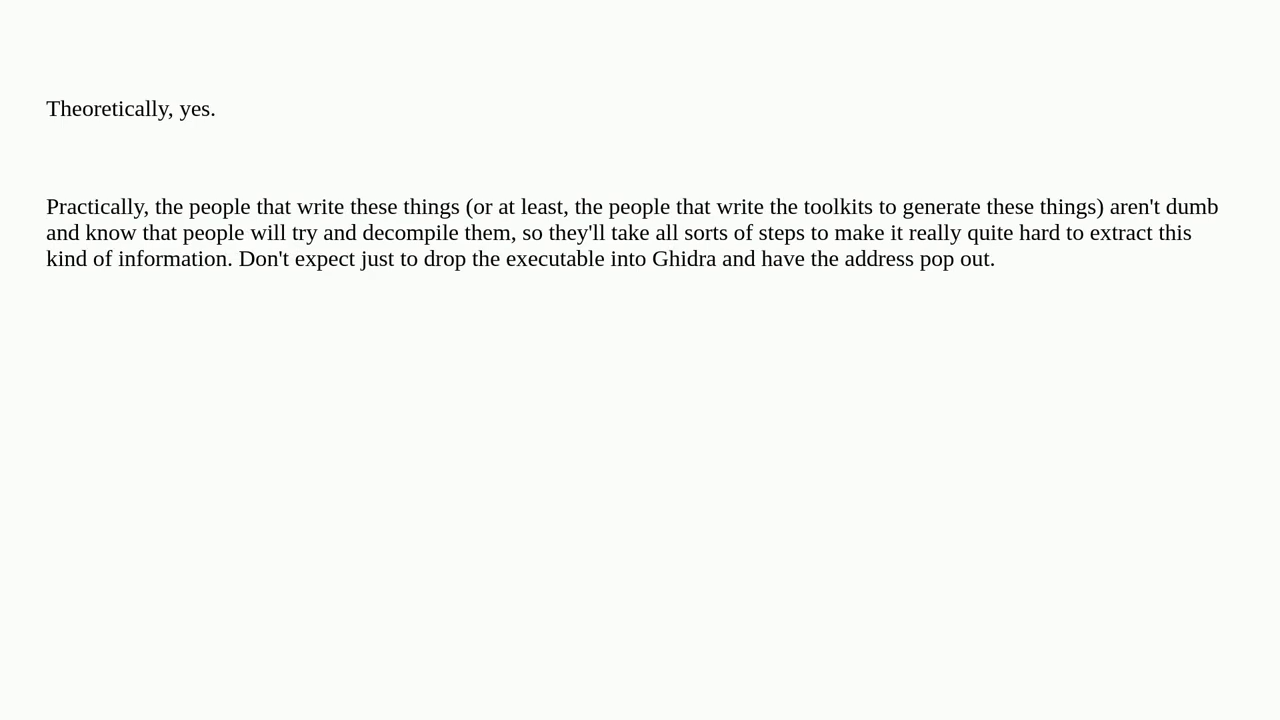 Theoretically, yes.
Practically, the people that write these things (or at least, the people that write the toolkits to generate these things) aren't dumb
and know that people will try and decompile them, so they'll take all sorts of steps to make it really quite hard to extract this
kind of information. Don't expect just to drop the executable into Ghidra and have the address pop out.